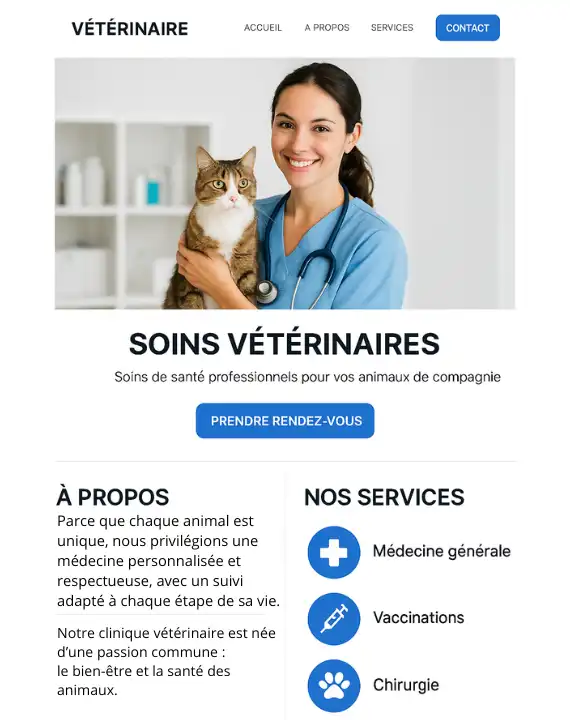 VÉTÉRINAIRE
ACCUEIL
A PROPOS
SERVICES
CONTACT
SOINS VÉTÉRINAIRES
Soins de santé professionnels pour vos animaux de compagnie
PRENDRE RENDEZ-VOUS
À PROPOS
Parce que chaque animal est
unique, nous privilégions une
médecine personnalisée et
respectueuse, avec un suivi
adapté à chaque étape de sa vie.
Notre clinique vétérinaire est née
d’une passion commune :
le bien-être et la santé des
animaux.
NOS SERVICES
Médecine générale
Vaccinations
Chirurgie